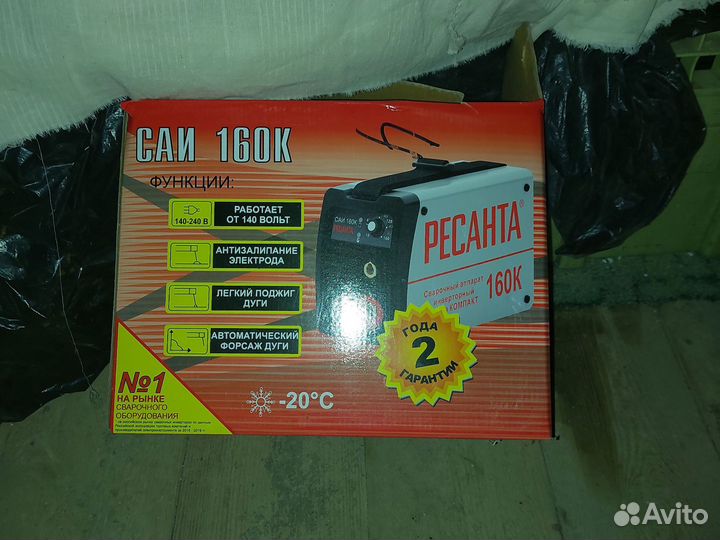 САИ 160К
ФУНКЦИИ:
140-240 В
РАБОТАЕТ
ОТ 140 ВОЛЬТ
АНТИЗАЛИПАНИЕ
ЭЛЕКТРОДА
ЛЕГКИЙ ПОДЖИГ
ДУГИ
АВТОМАТИЧЕСКИЙ
ФОРСАЖ ДУГИ
САИ 160К
РЕСАНТА
РЕСАНТА®
Сварочный аппарат
инверторный
КОМПАКТ
160К
2
ГОДА
ГАРАНТИИ
№1
НА РЫНКЕ
СВАРОЧНОГО
ОБОРУДОВАНИЯ
-20°C
Avito